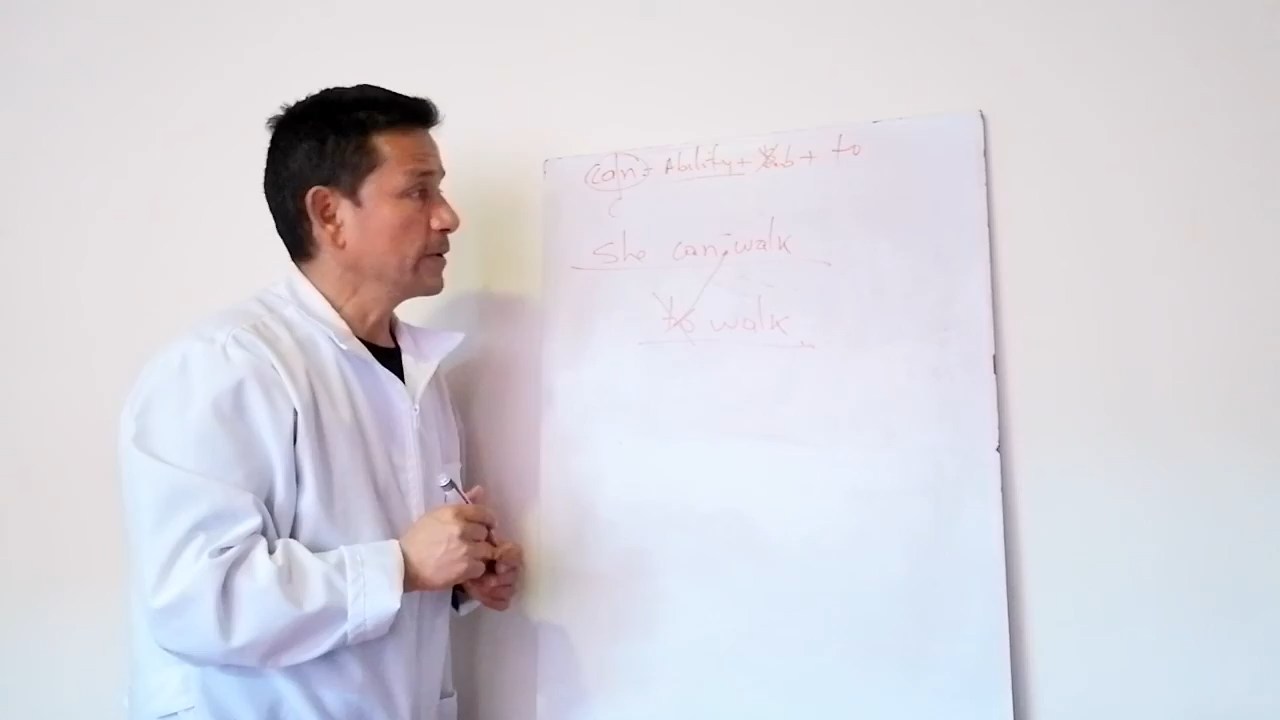 can = Ability + Verb + to
She can walk
to walk